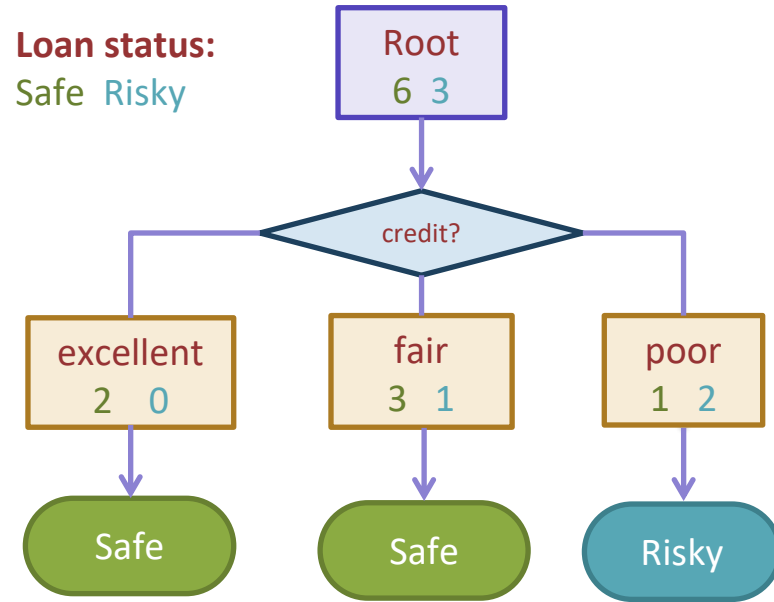 Loan status:
Safe Risky
Root
6 3
credit?
excellent
2 0
fair
3 1
poor
1 2
Safe
Safe
Risky